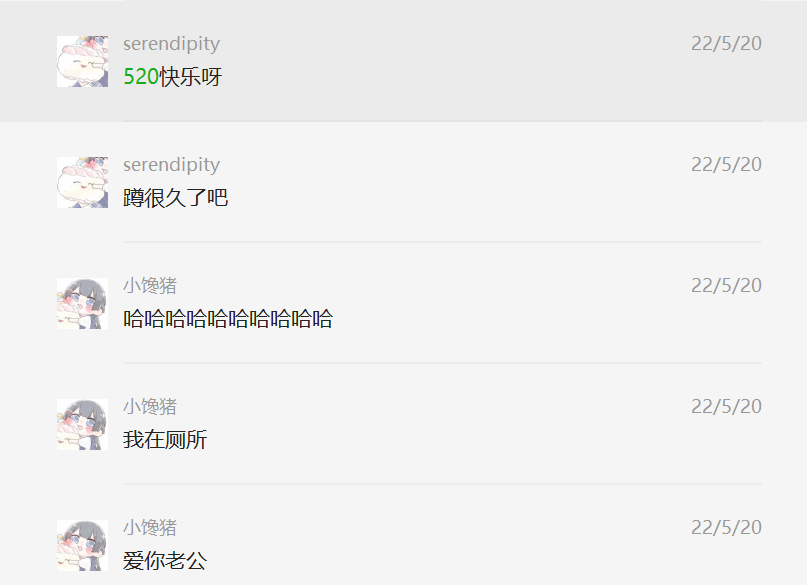 serendipity
22/5/20
520快乐呀
serendipity
22/5/20
蹲很久了吧
小馋猪
22/5/20
哈哈哈哈哈哈哈哈哈哈
小馋猪
22/5/20
我在厕所
小馋猪
22/5/20
爱你老公